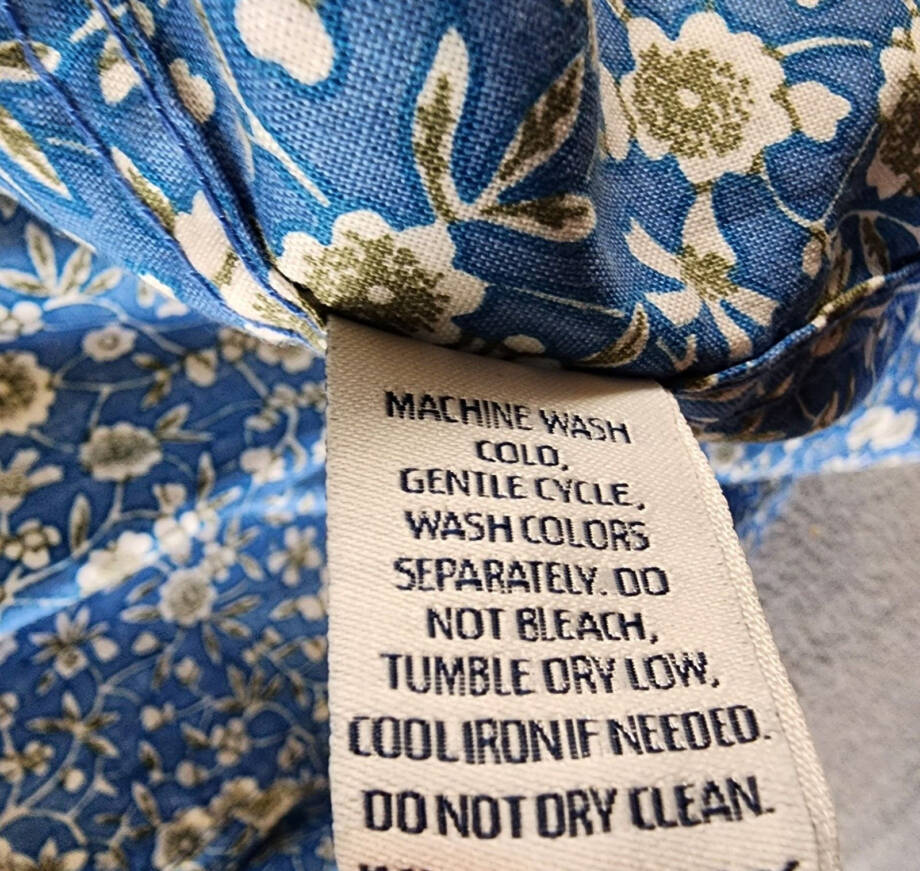 MACHINE WASH
COLD,
GENTLE CYCLE,
WASH COLORS
SEPARATELY. DO
NOT BLEACH,
TUMBLE DRY LOW,
COOL IRON IF NEEDED.
DO NOT DRY CLEAN.